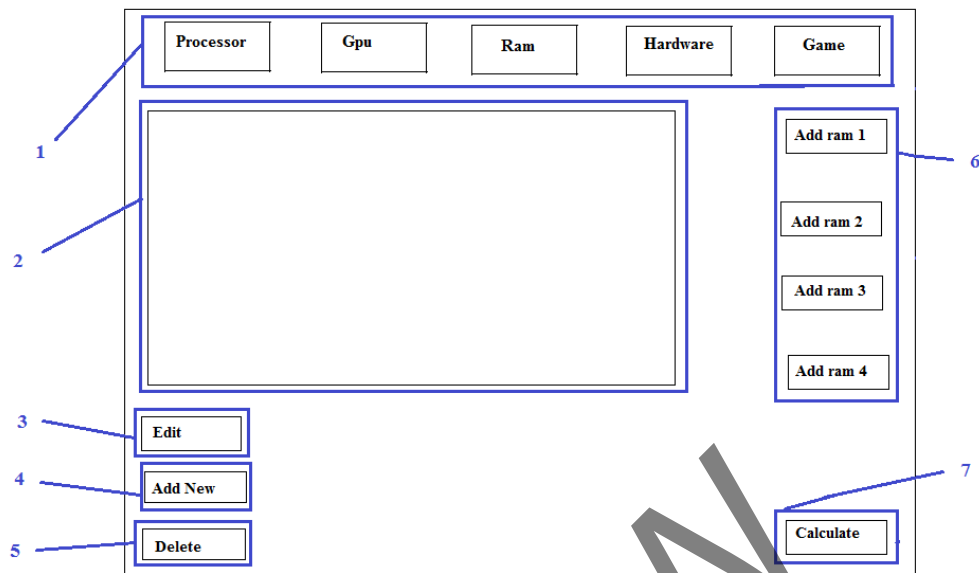 Processor
Gpu
Ram
Hardware
Game
1
Add ram 1
6
Add ram 2
2
Add ram 3
Add ram 4
3
Edit
4
Add New
7
5
Delete
Calculate